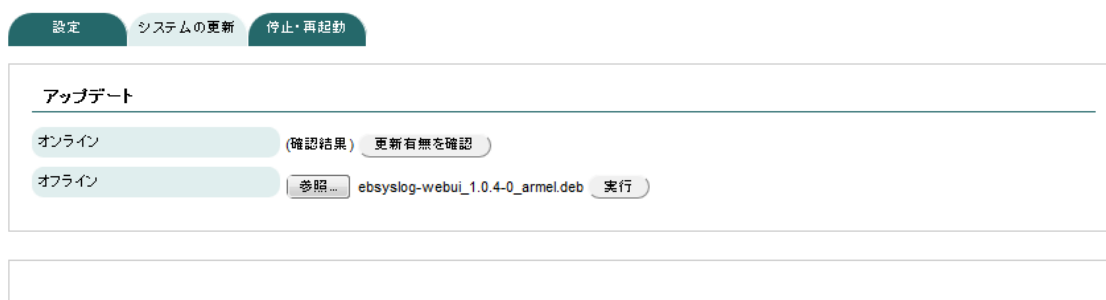 設定 システムの更新 停止・再起動
アップデート
オンライン (確認結果) 更新有無を確認
オフライン 参照... ebsyslog-webui_1.0.4-0_armel.deb 実行